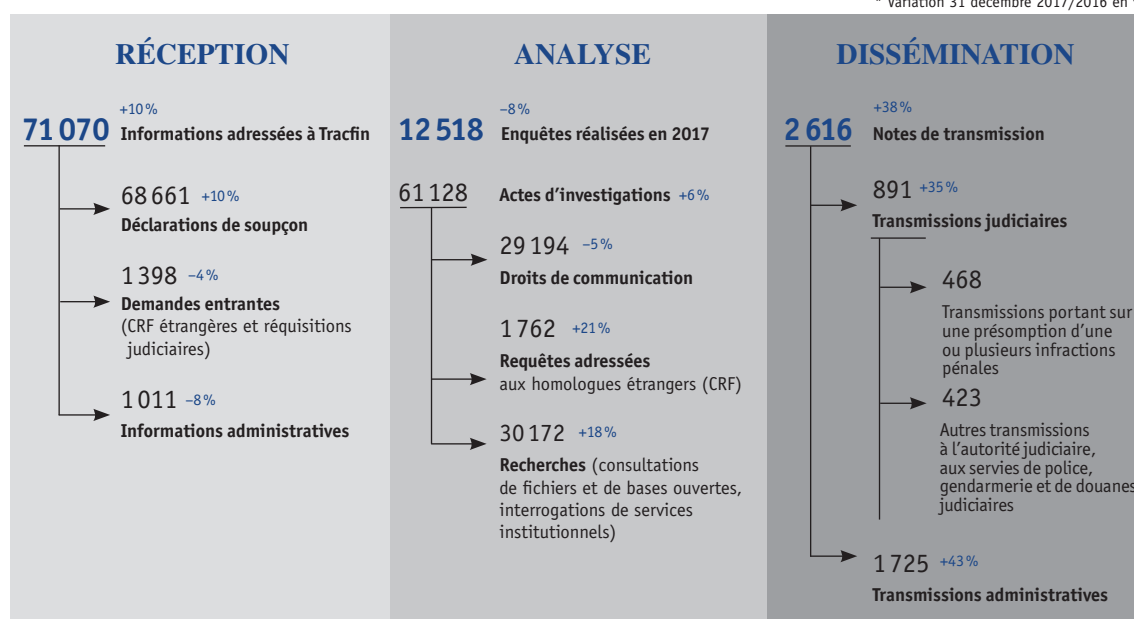 * Variation 31 décembre 2017/2016 en
RÉCEPTION
+10 %
71 070 Informations adressées à Tracfin
68 661 +10 %
Déclarations de soupçon
1 398 –4 %
Demandes entrantes
(CRF étrangères et réquisitions
judiciaires)
1 011 –8 %
Informations administratives
ANALYSE
–8 %
12 518 Enquêtes réalisées en 2017
61 128 Actes d’investigations +6 %
29 194 –5 %
Droits de communication
1 762 +21 %
Requêtes adressées
aux homologues étrangers (CRF)
30 172 +18 %
Recherches (consultations
de fichiers et de bases ouvertes,
interrogations de services
institutionnels)
DISSÉMINATION
+38 %
2 616 Notes de transmission
891 +35 %
Transmissions judiciaires
468
Transmissions portant sur
une présomption d’une
ou plusieurs infractions
pénales
423
Autres transmissions
à l’autorité judiciaire,
aux servies de police,
gendarmerie et de douanes
judiciaires
1 725 +43 %
Transmissions administratives